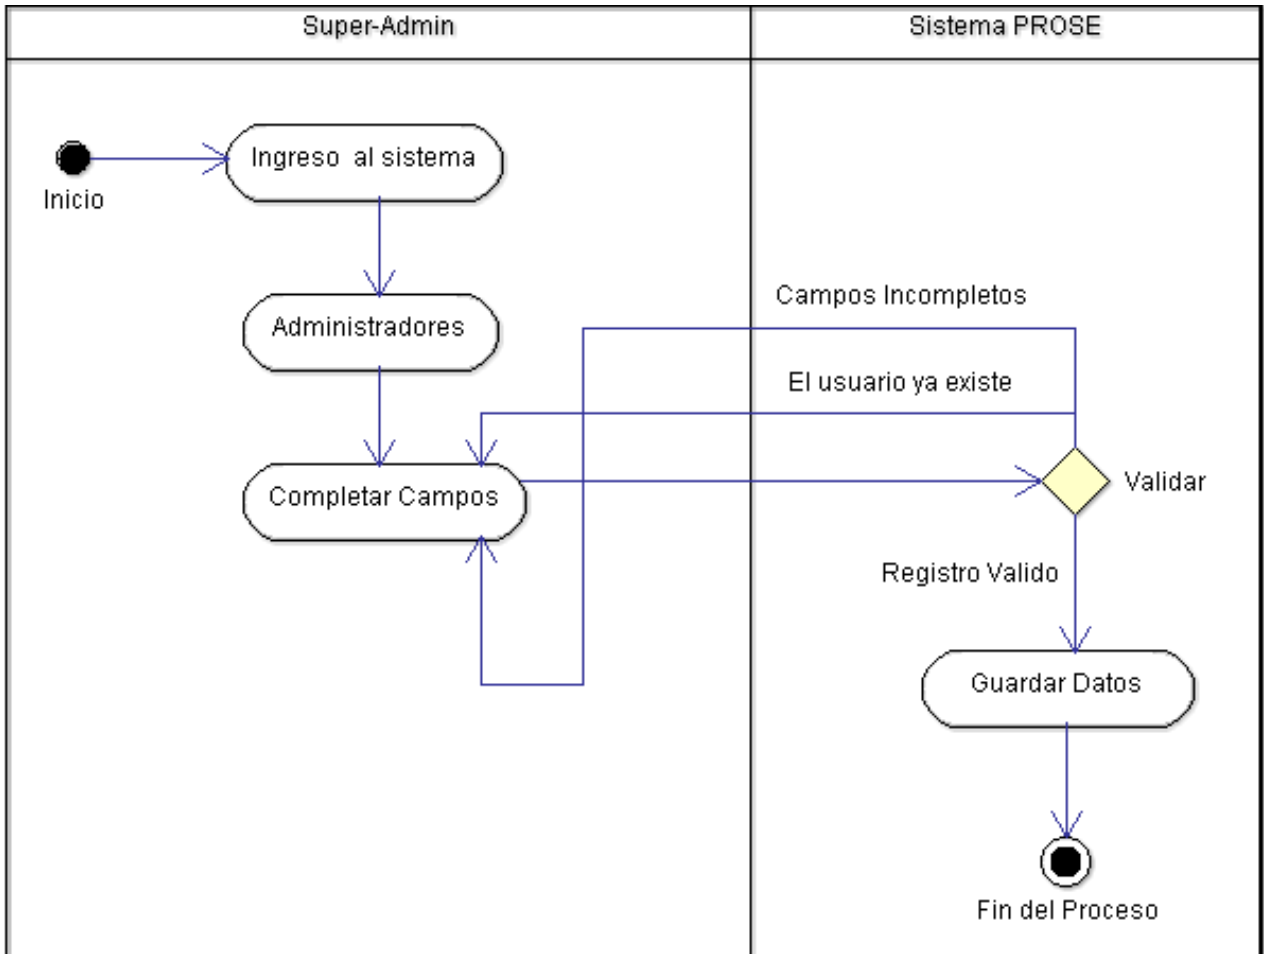 Super-Admin
Sistema PROSE
Ingreso al sistema
Inicio
Administradores
Campos Incompletos
El usuario ya existe
Completar Campos
Validar
Registro Valido
Guardar Datos
Fin del Proceso